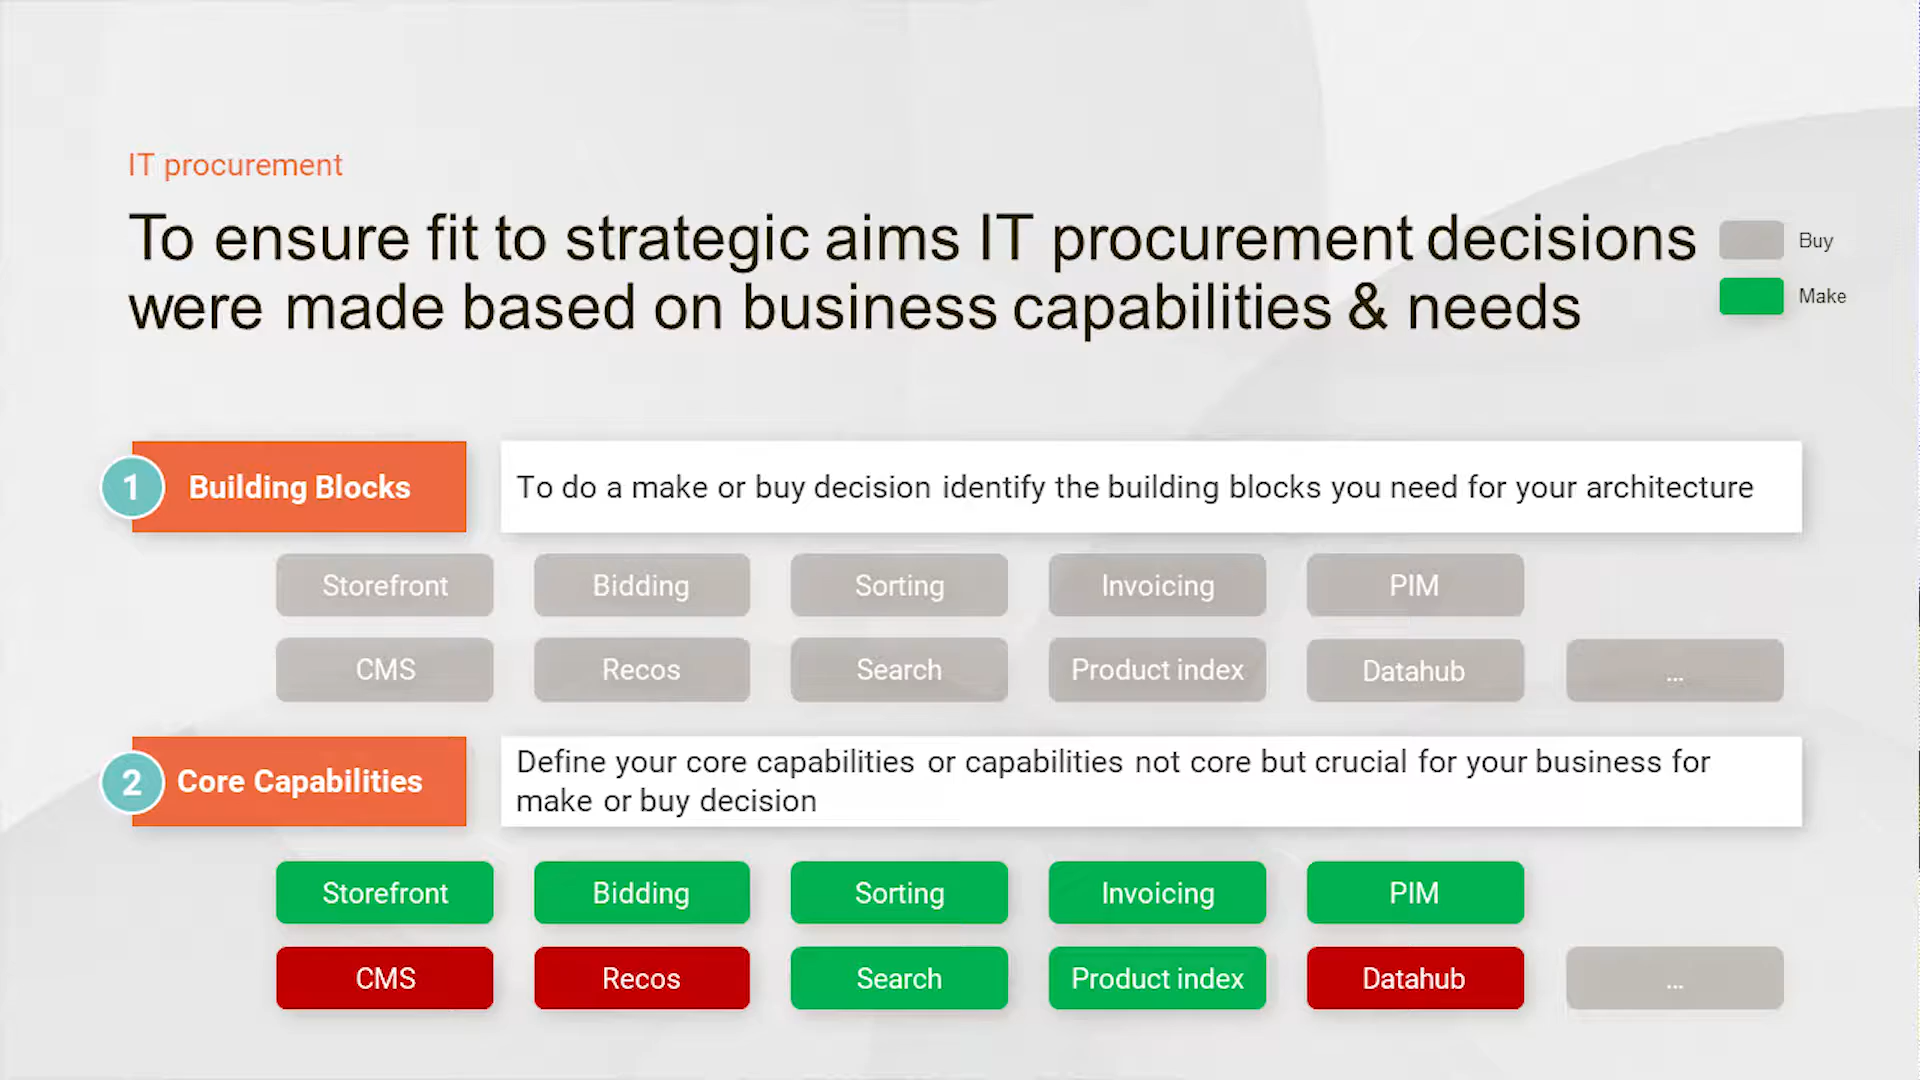 IT procurement
To ensure fit to strategic aims IT procurement decisions
were made based on business capabilities & needs
Buy
Make
1 Building Blocks
To do a make or buy decision identify the building blocks you need for your architecture
Storefront Bidding Sorting Invoicing PIM
CMS Recos Search Product index Datahub ...
2 Core Capabilities
Define your core capabilities or capabilities not core but crucial for your business for
make or buy decision
Storefront Bidding Sorting Invoicing PIM
CMS Recos Search Product index Datahub ...